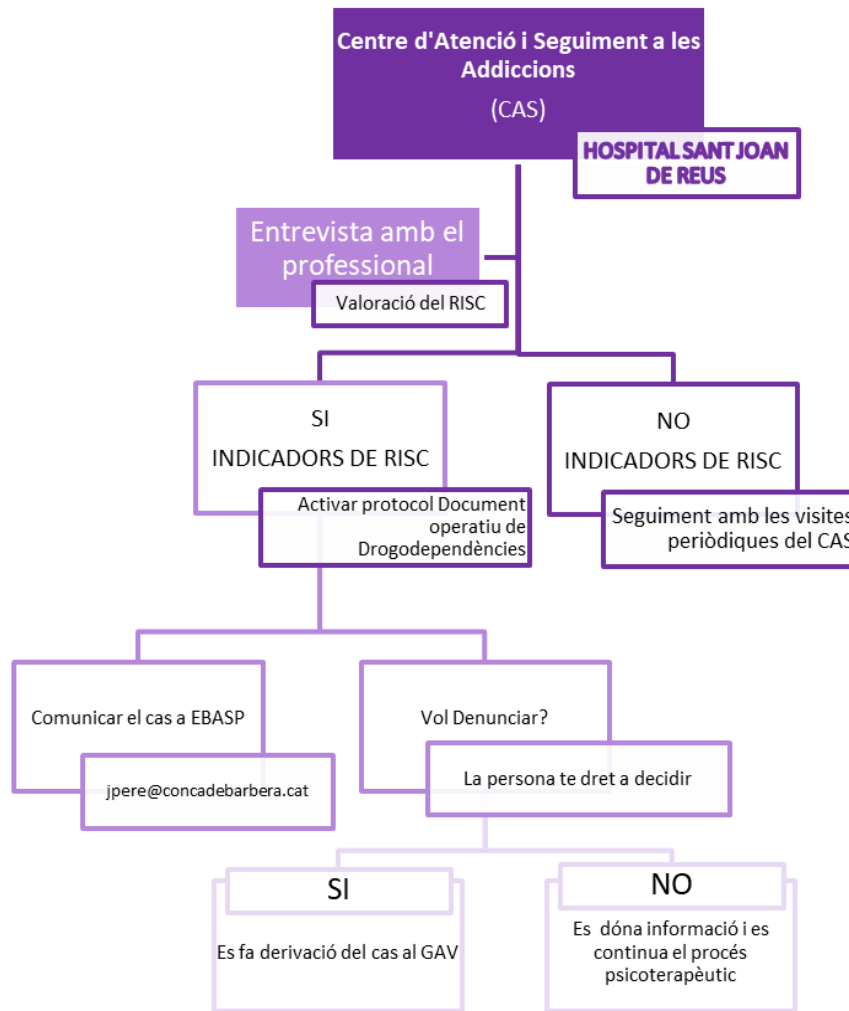 Centre d'Atenció i Seguiment a les
Addiccions
(CAS)
HOSPITAL SANT JOAN
DE REUS
Entrevista amb el
professional
Valoració del RISC
SI
INDICADORS DE RISC
Activar protocol Document
operatiu de
Drogodependències
NO
INDICADORS DE RISC
Seguiment amb les visites
periòdiques del CAS
Comunicar el cas a EBASP
jpere@concadebarbera.cat
Vol Denunciar?
La persona te dret a decidir
SI
Es fa derivació del cas al GAV
NO
Es dóna informació i es
continua el procés
psicoterapèutic